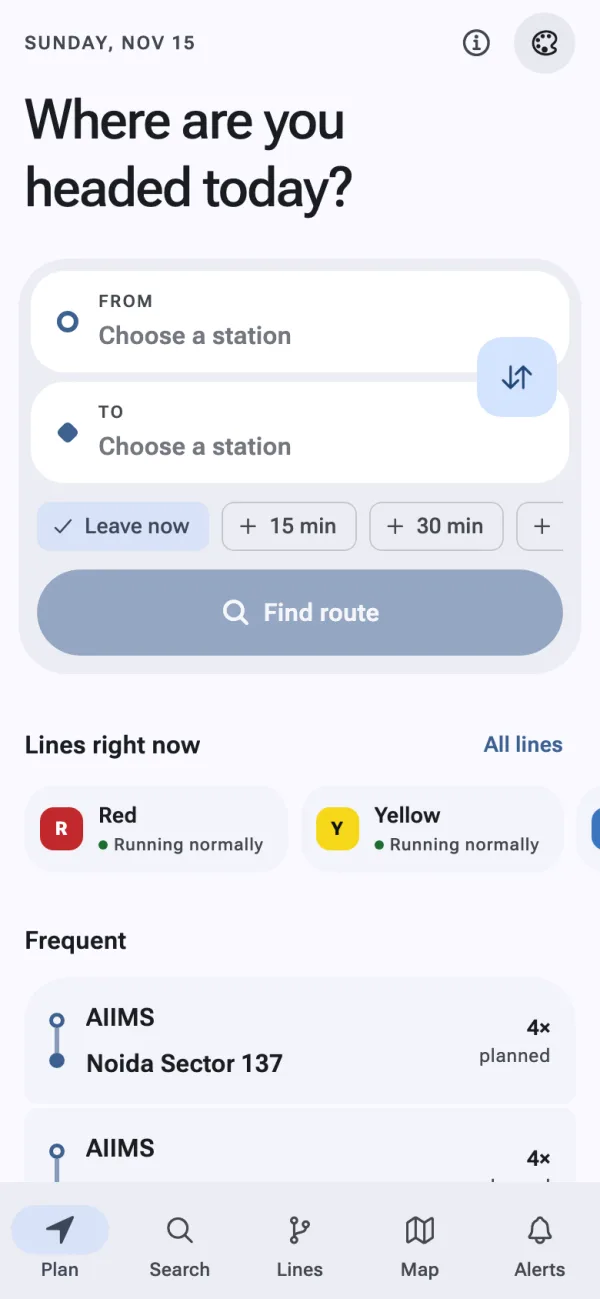 SUNDAY, NOV 15
Where are you
headed today?
FROM
Choose a station
TO
Choose a station
Leave now
+ 15 min
+ 30 min
+
Find route
Lines right now
All lines
R
Red
Running normally
Y
Yellow
Running normally
Frequent
AIIMS
Noida Sector 137
4×
planned
AIIMS
4×
Plan
Search
Lines
Map
Alerts